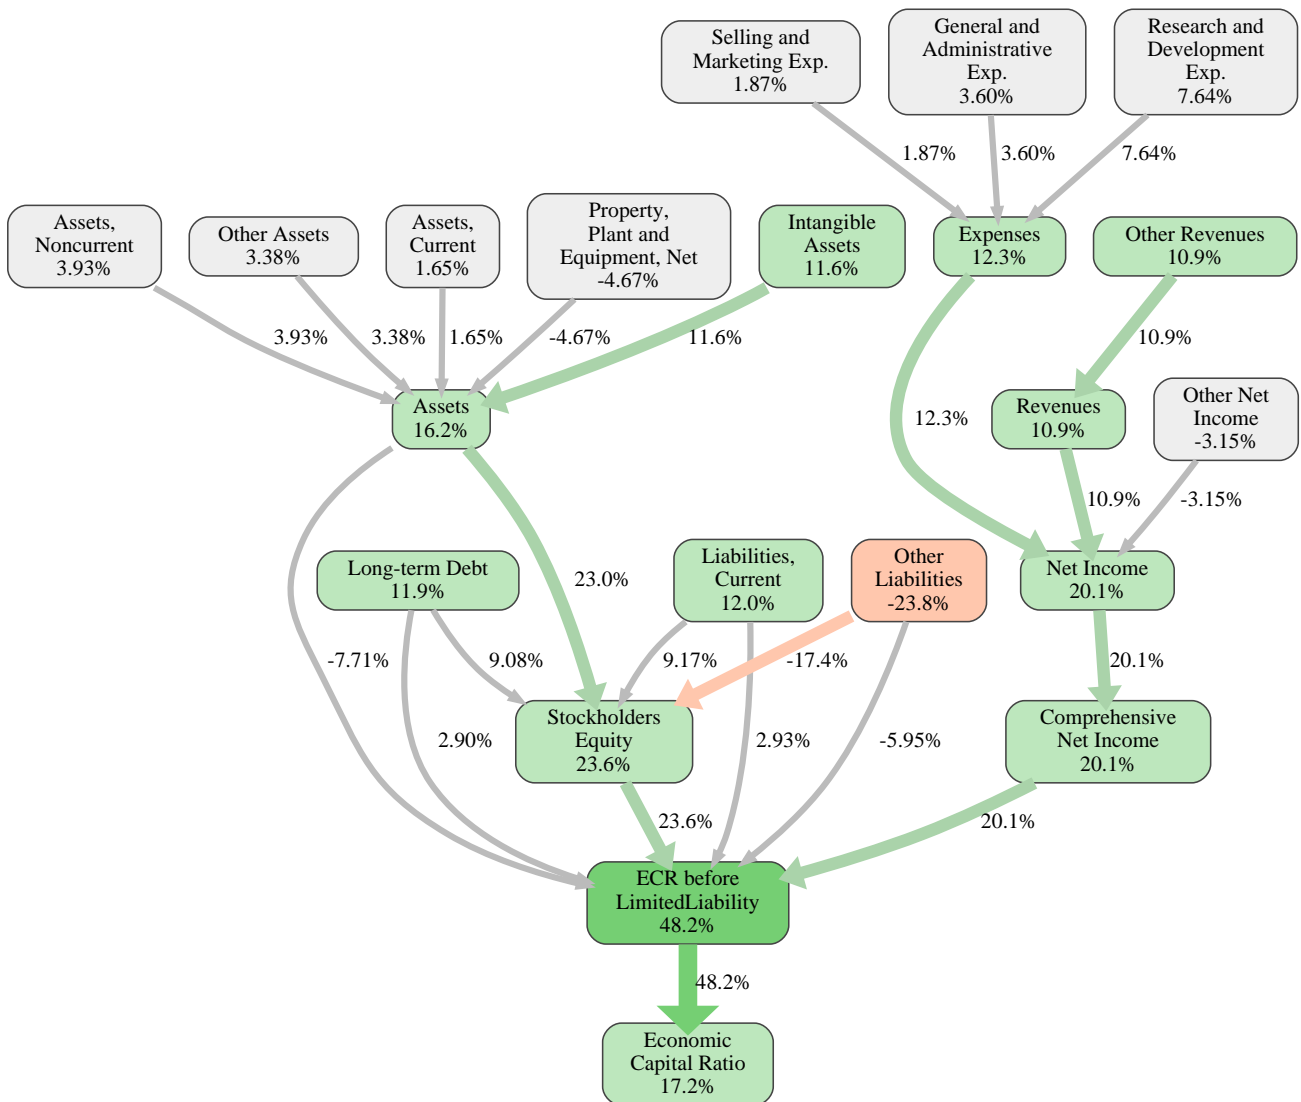 Selling and
Marketing Exp.
1.87%
General and
Administrative
Exp.
3.60%
Research and
Development
Exp.
7.64%
1.87%
3.60%
7.64%
Assets,
Noncurrent
3.93%
Other Assets
3.38%
Assets,
Current
1.65%
Property,
Plant and
Equipment, Net
-4.67%
Intangible
Assets
11.6%
Expenses
12.3%
Other Revenues
10.9%
3.93%
3.38%
1.65%
-4.67%
11.6%
10.9%
Assets
16.2%
12.3%
Revenues
10.9%
Other Net
Income
-3.15%
10.9%
-3.15%
Long-term Debt
11.9%
23.0%
Liabilities,
Current
12.0%
Other
Liabilities
-23.8%
Net Income
20.1%
-7.71%
9.08%
9.17%
-17.4%
20.1%
Stockholders
Equity
23.6%
2.90%
2.93%
-5.95%
Comprehensive
Net Income
20.1%
23.6%
20.1%
ECR before
LimitedLiability
48.2%
48.2%
Economic
Capital Ratio
17.2%